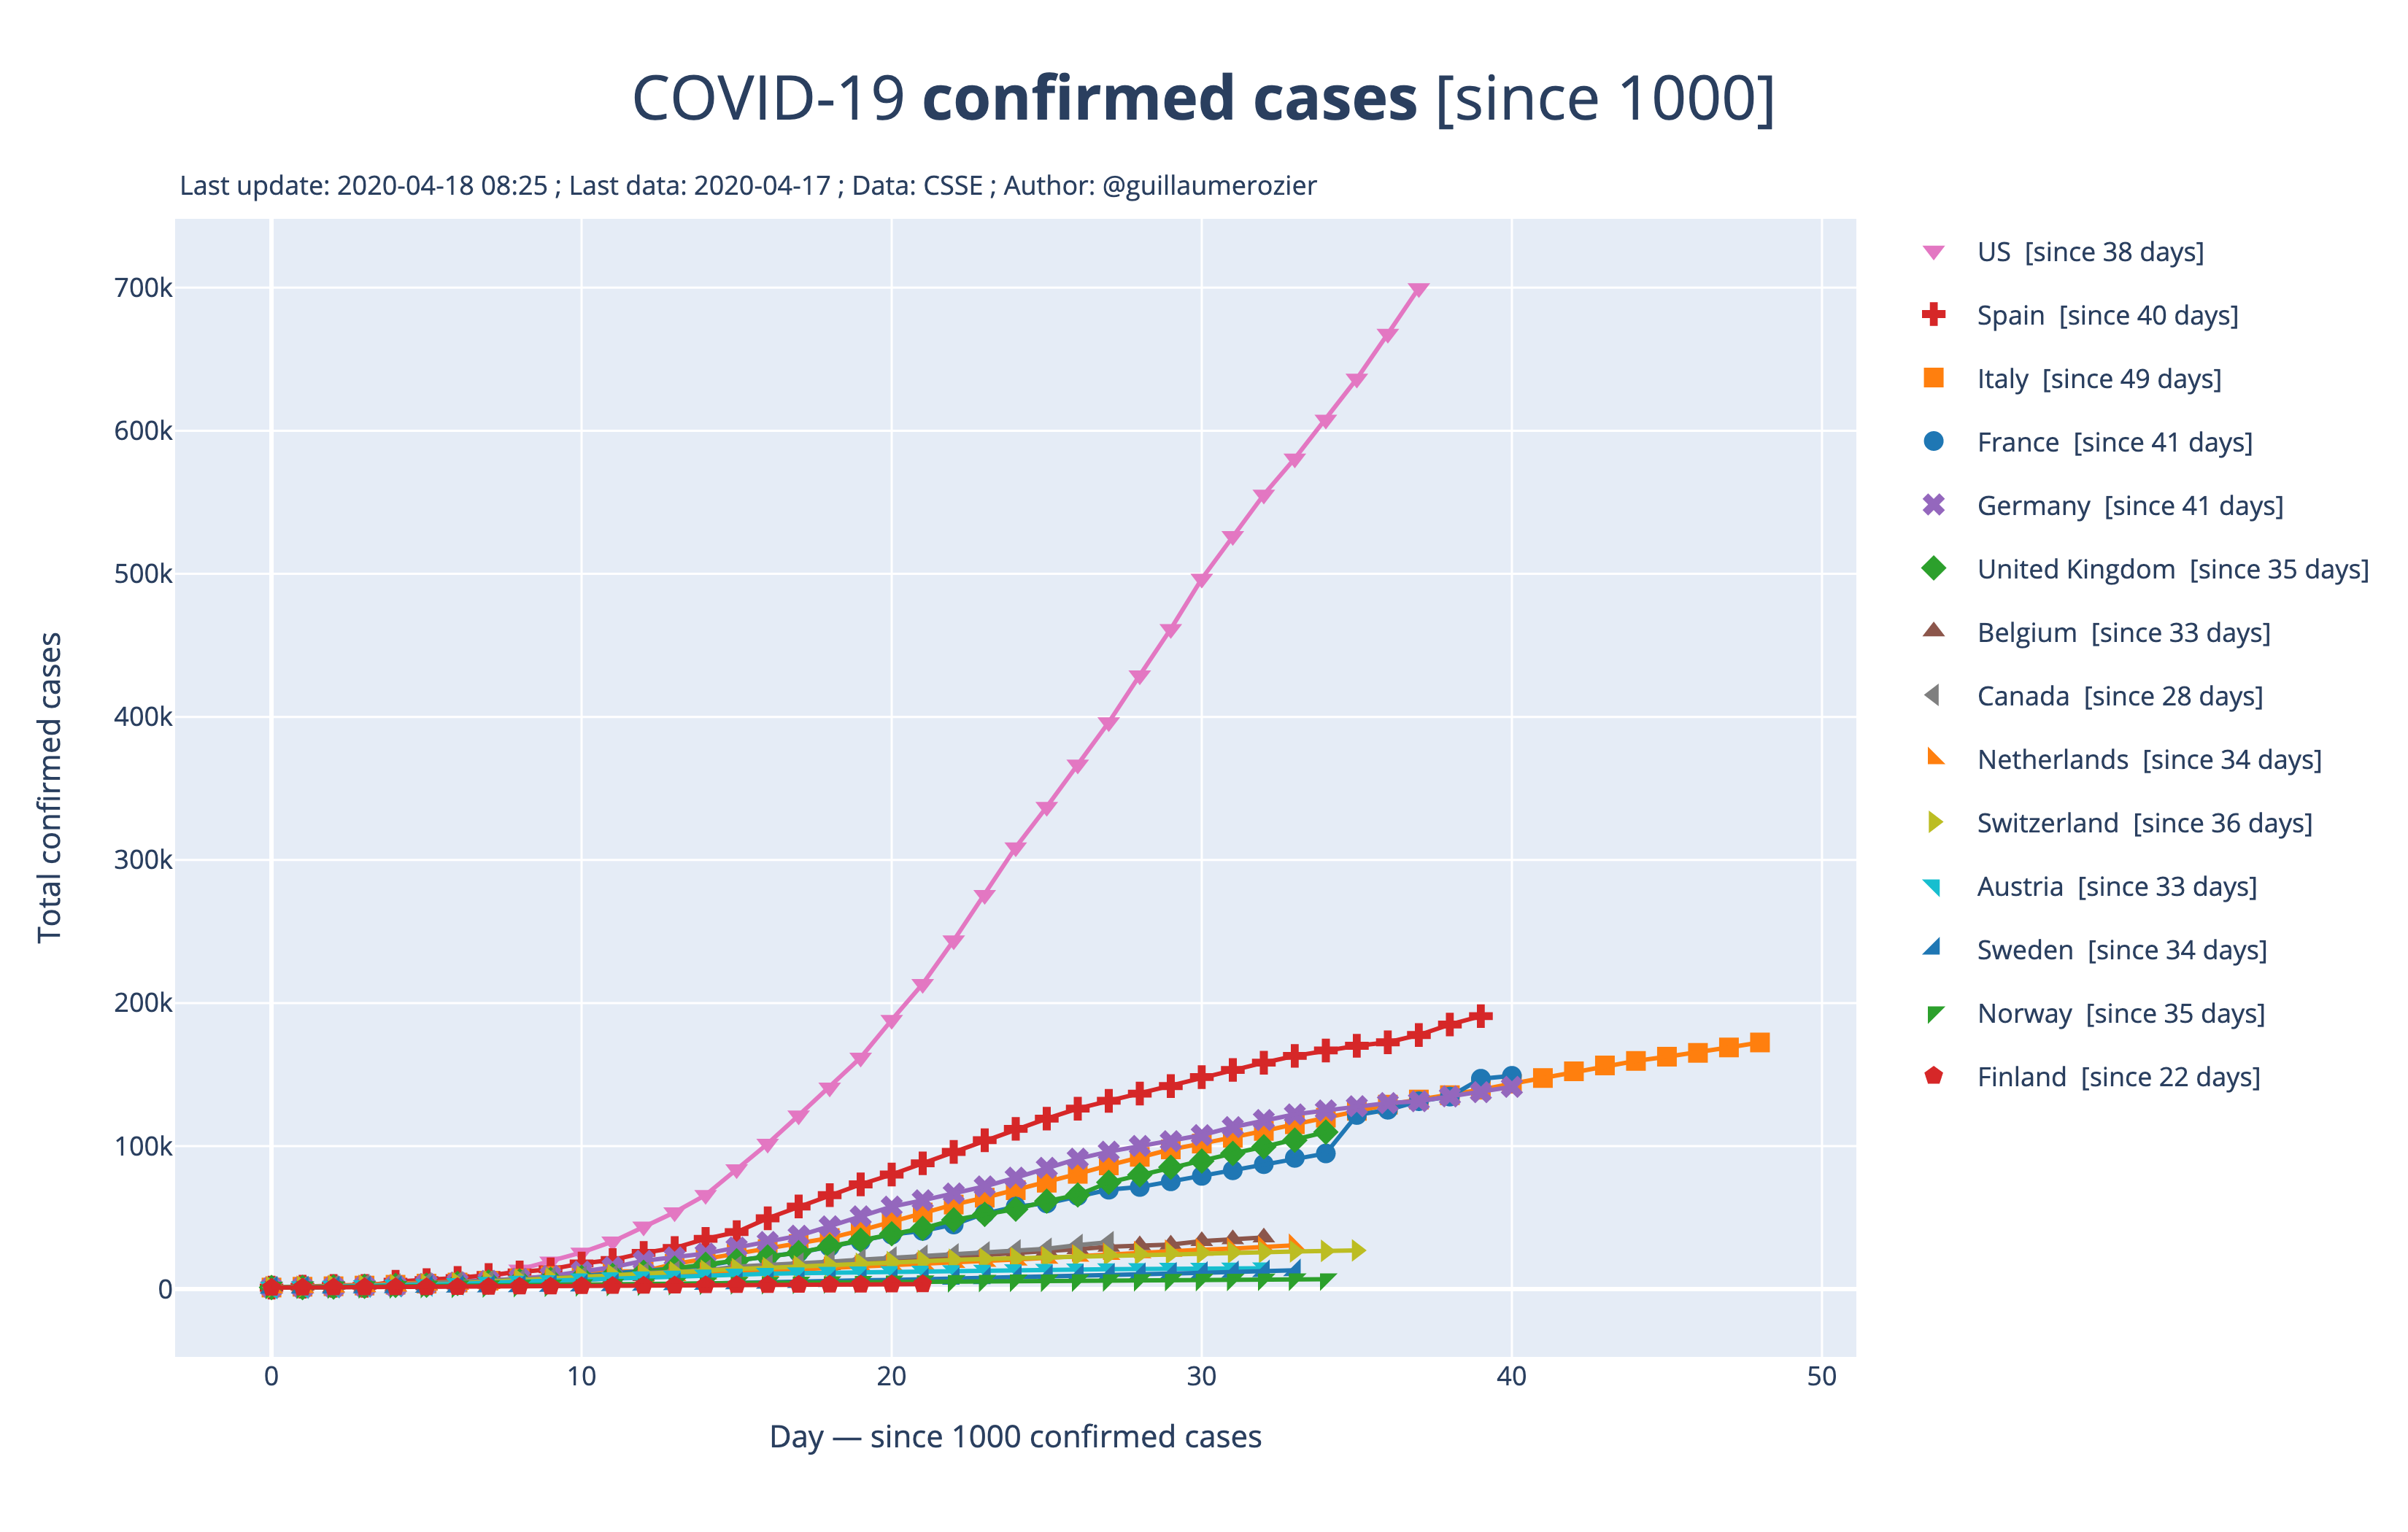 COVID-19 confirmed cases [since 1000]
Last update: 2020-04-18 08:25 ; Last data: 2020-04-17 ; Data: CSSE ; Author: @guillaumerozier
Total confirmed cases
700k
600k
500k
400k
300k
200k
100k
0
0 10 20 30 40 50
Day — since 1000 confirmed cases
US [since 38 days]
Spain [since 40 days]
Italy [since 49 days]
France [since 41 days]
Germany [since 41 days]
United Kingdom [since 35 days]
Belgium [since 33 days]
Canada [since 28 days]
Netherlands [since 34 days]
Switzerland [since 36 days]
Austria [since 33 days]
Sweden [since 34 days]
Norway [since 35 days]
Finland [since 22 days]